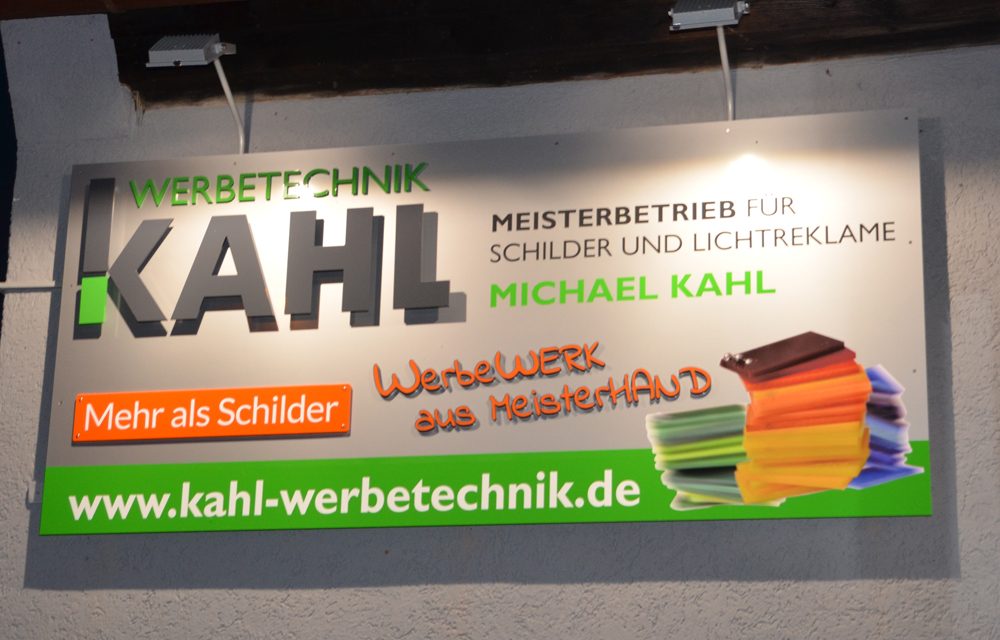 WERBETECHNIK
KAHL
MEISTERBETRIEB FÜR
SCHILDER UND LICHTREKLAME
MICHAEL KAHL
WerbeWERK
aus MeisterHAND
Mehr als Schilder
www.kahl-werbetechnik.de